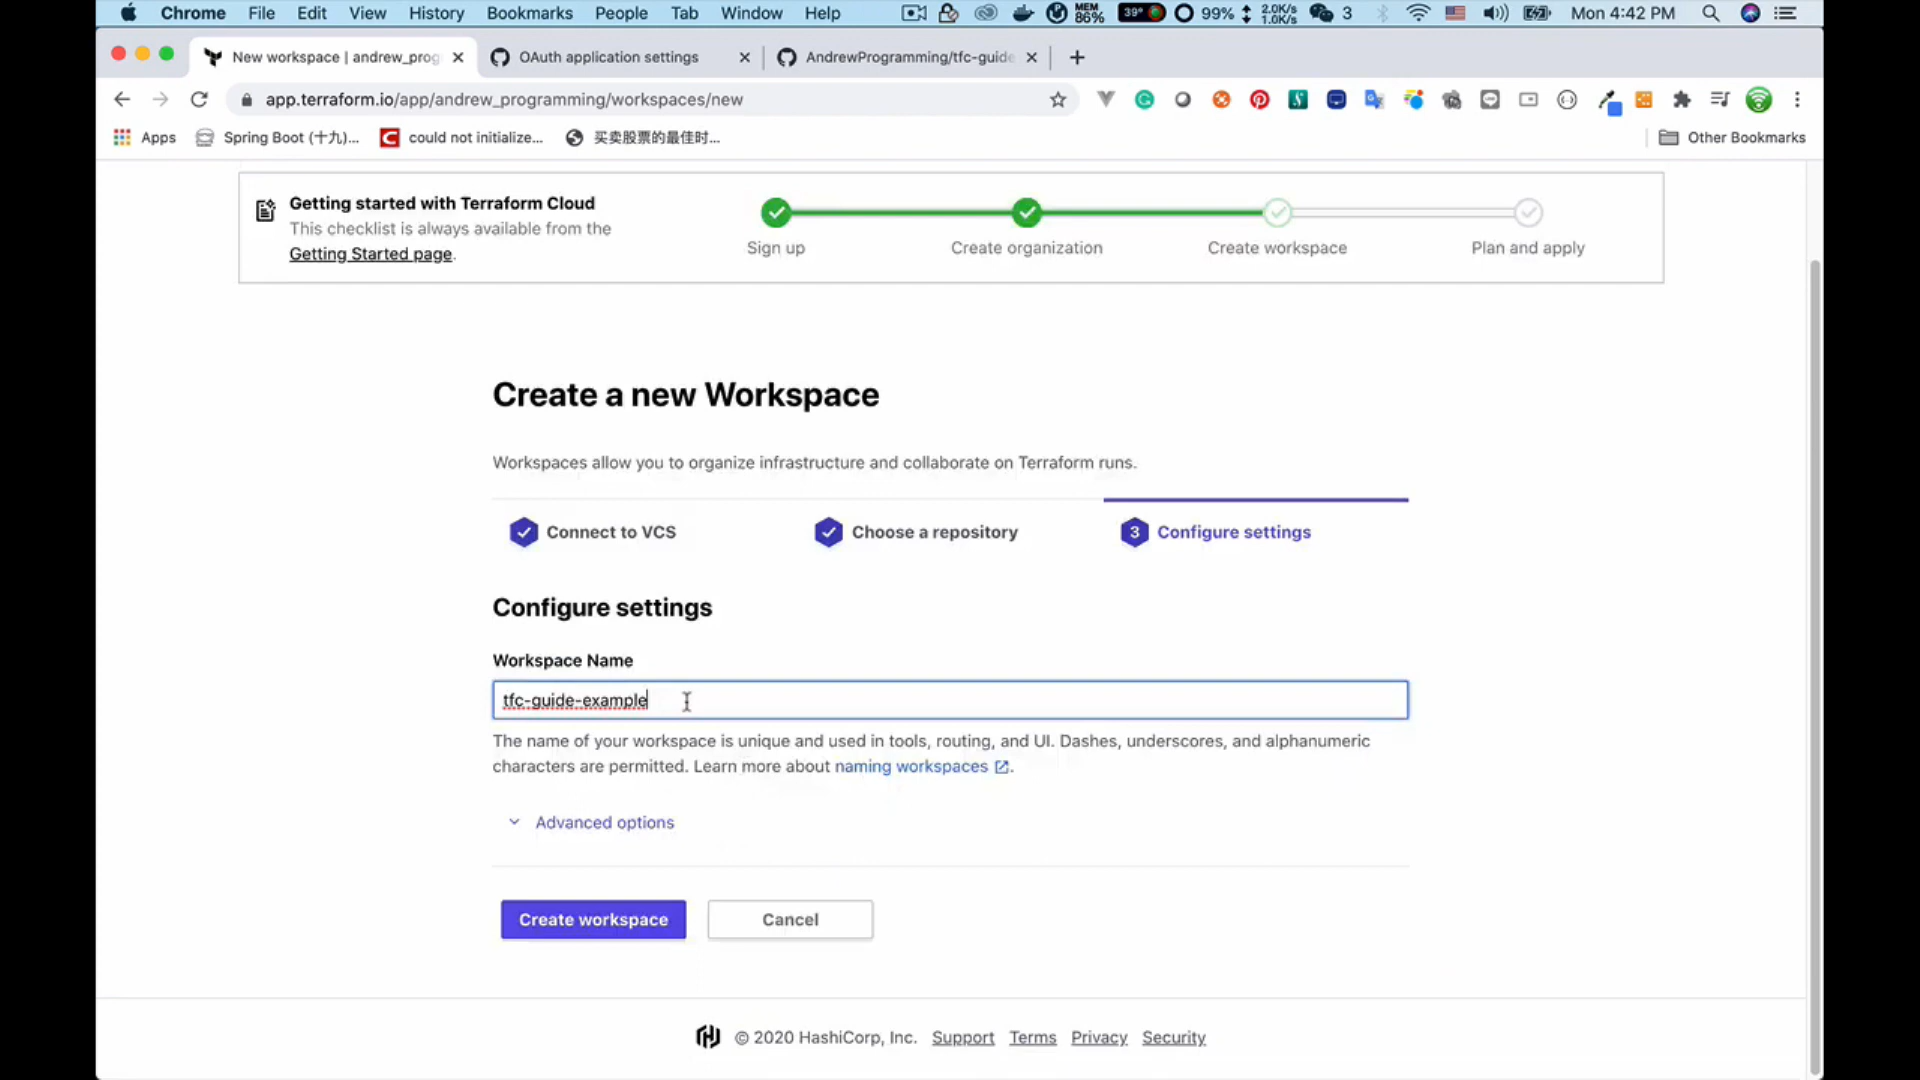 Chrome File Edit View History Bookmarks People Tab Window Help MEM 86% 39° 99% 2.0K/s 1.0K/s 3 Mon 4:42 PM
New workspace | andrew_prog OAuth application settings AndrewProgramming/tfc-guide
app.terraform.io/app/andrew_programming/workspaces/new
Apps Spring Boot (十九)... could not initialize... 买卖股票的最佳时... Other Bookmarks
Getting started with Terraform Cloud
This checklist is always available from the
Getting Started page.
Sign up Create organization Create workspace Plan and apply
Create a new Workspace
Workspaces allow you to organize infrastructure and collaborate on Terraform runs.
Connect to VCS Choose a repository 3 Configure settings
Configure settings
Workspace Name
tfc-guide-example
The name of your workspace is unique and used in tools, routing, and UI. Dashes, underscores, and alphanumeric
characters are permitted. Learn more about naming workspaces.
Advanced options
Create workspace Cancel
© 2020 HashiCorp, Inc. Support Terms Privacy Security